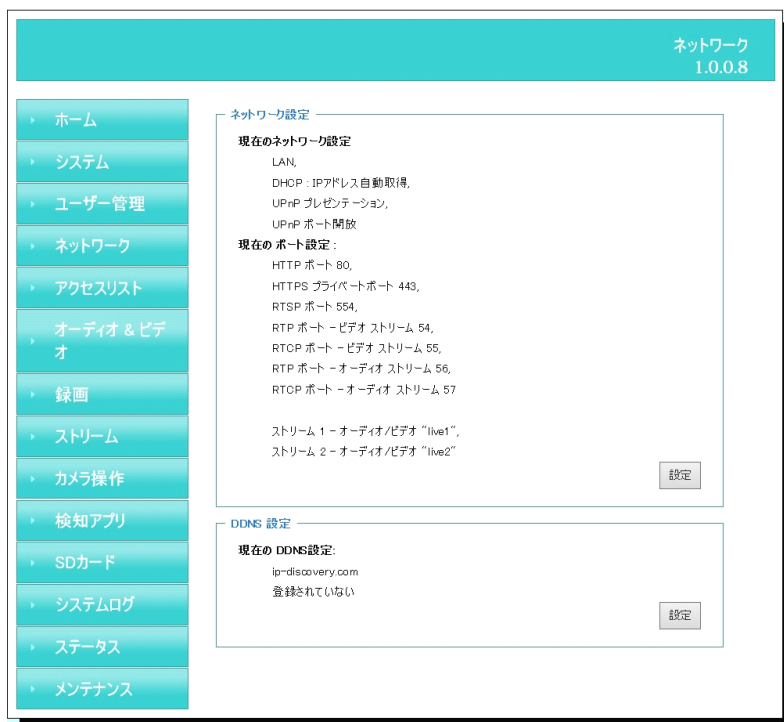 ネットワーク
1.0.0.8
ホーム
システム
ユーザー管理
ネットワーク
アクセスリスト
オーディオ & ビデ
オ
録画
ストリーム
カメラ操作
検知アプリ
SDカード
システムログ
ステータス
メンテナンス
ネットワーク設定
現在のネットワーク設定
LAN,
DHCP : IPアドレス自動取得,
UPnP プレゼンテーション,
UPnP ポート開放
現在の ポート設定 :
HTTP ポート 80,
HTTPS プライベートポート 443,
RTSP ポート 554,
RTP ポート - ビデオ ストリーム 54,
RTCP ポート - ビデオ ストリーム 55,
RTP ポート - オーディオ ストリーム 56,
RTCP ポート - オーディオ ストリーム 57
ストリーム 1 - オーディオ/ビデオ "live1",
ストリーム 2 - オーディオ/ビデオ "live2"
設定
DDNS 設定
現在の DDNS設定:
ip-discovery.com
登録されていない
設定